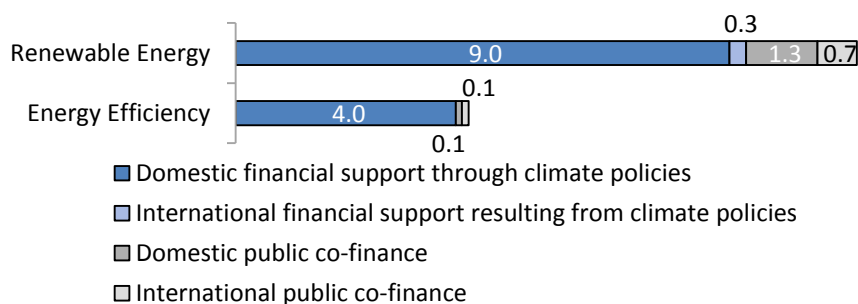 0.3
Renewable Energy 9.0 1.3 0.7
0.1
Energy Efficiency 4.0
0.1
Domestic financial support through climate policies
International financial support resulting from climate policies
Domestic public co-finance
International public co-finance